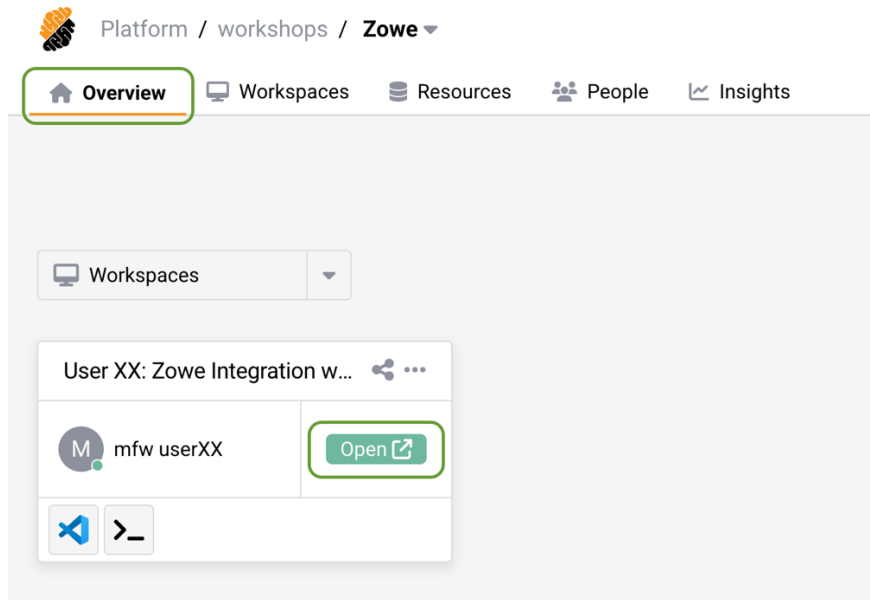 Platform / workshops / Zowe
Overview Workspaces Resources People Insights
Workspaces
User XX: Zowe Integration w...
M mfw userXX Open